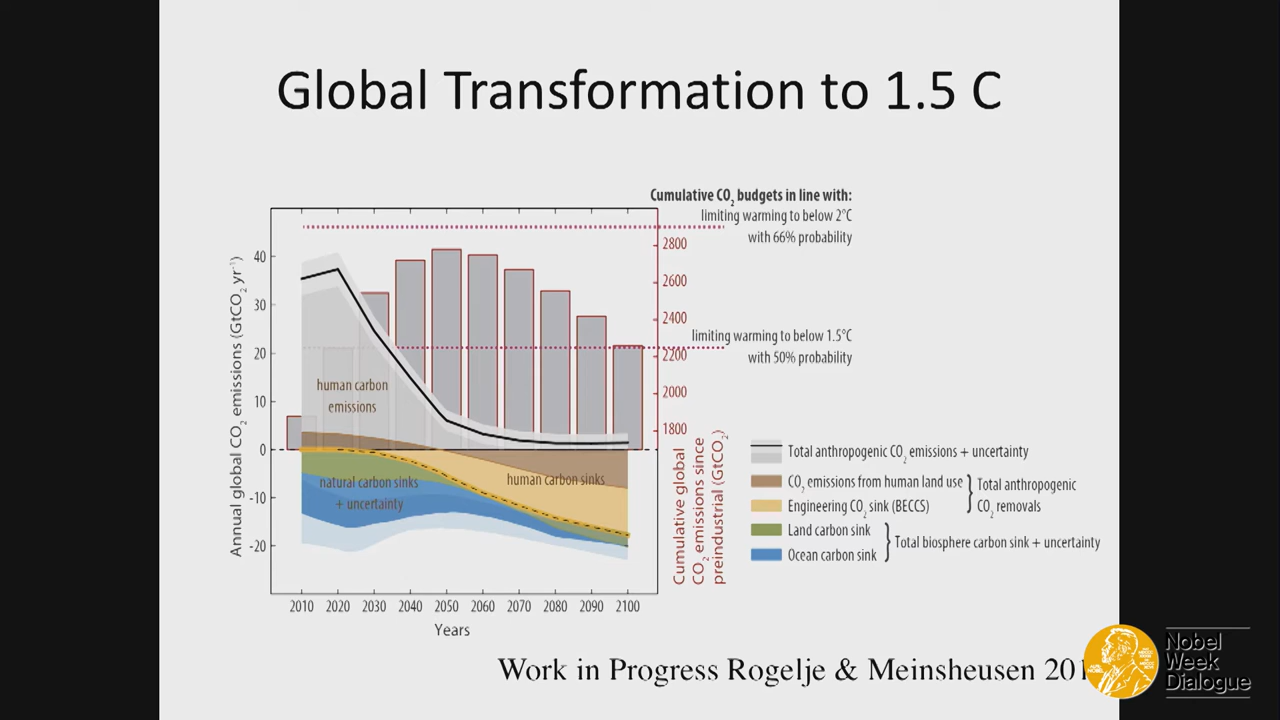 Global Transformation to 1.5 C
Cumulative CO₂ budgets in line with:
limiting warming to below 2°C
with 66% probability
limiting warming to below 1.5°C
with 50% probability
Annual global CO₂ emissions (GtCO₂ yr⁻¹)
40
30
20
10
0
-10
-20
2800
2600
2400
2200
2000
1800
Cumulative global
CO₂ emissions since
preindustrial (GtCO₂)
human carbon
emissions
natural carbon sinks
+ uncertainty
human carbon sinks
2010 2020 2030 2040 2050 2060 2070 2080 2090 2100
Years
Total anthropogenic CO₂ emissions + uncertainty
CO₂ emissions from human land use
Engineering CO₂ sink (BECCS)
Total anthropogenic
CO₂ removals
Land carbon sink
Ocean carbon sink
Total biosphere carbon sink + uncertainty
Work in Progress Rogelje & Meinsheusen
Nobel
Week
Dialogue